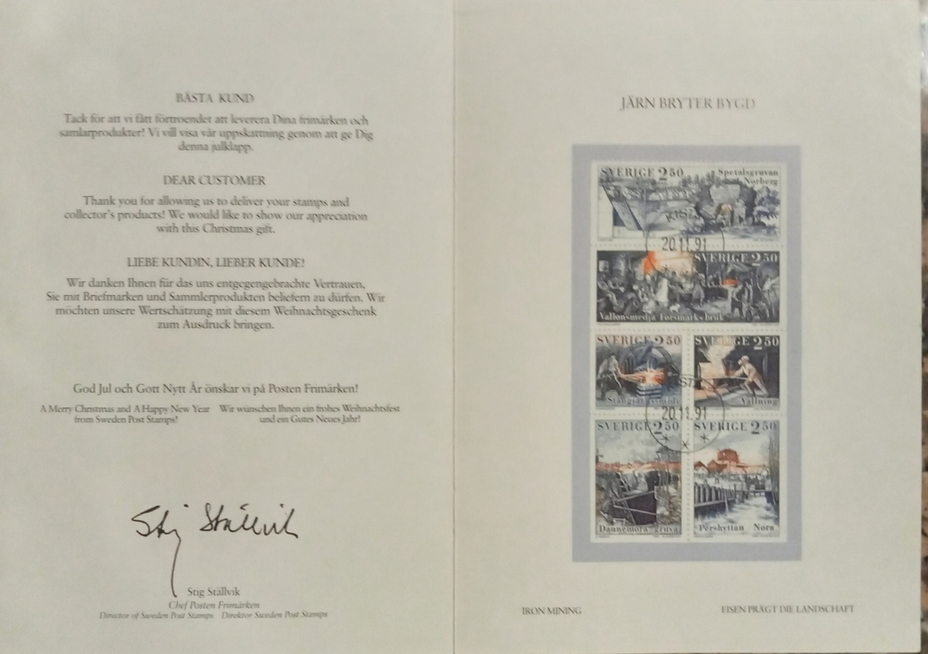 BÄSTA KUND
Tack för att vi fått förtroendet att leverera Dina frimärken och
samlarprodukter! Vi vill visa vår uppskattning genom att ge Dig
denna julklapp.
DEAR CUSTOMER
Thank you for allowing us to deliver your stamps and
collector's products! We would like to show our appreciation
with this Christmas gift.
LIEBE KUNDIN, LIEBER KUNDE!
Wir danken Ihnen für das uns entgegengebrachte Vertrauen,
Sie mit Briefmarken und Sammlerprodukten beliefern zu dürfen. Wir
möchten unsere Wertschätzung mit diesem Weihnachtsgeschenk
zum Ausdruck bringen.
God Jul och Gott Nytt År önskar vi på Posten Frimärken!
A Merry Christmas and A Happy New Year
from Sweden Post Stamps!
Wir wünschen Ihnen ein frohes Weihnachtsfest
und ein Gutes Neues Jahr!
Stig Ställvik
Stig Ställvik
Chef Posten Frimärken
Director of Sweden Post Stamps Direktor Sweden Post Stamps
JÄRN BRYTER BYGD
SVERIGE 2 50
Spetalsgruvan
Norberg
20.11.91
SVERIGE 2 50
Vallonsmedja Forsmarks bruk
SVERIGE 2 50
SVERIGE 2 50
Vällning
20.11.91
SVERIGE 2 50
Dannemora gruva
SVERIGE 2 50
Pershyttan Nora
IRON MINING
EISEN PRÄGT DIE LANDSCHAFT